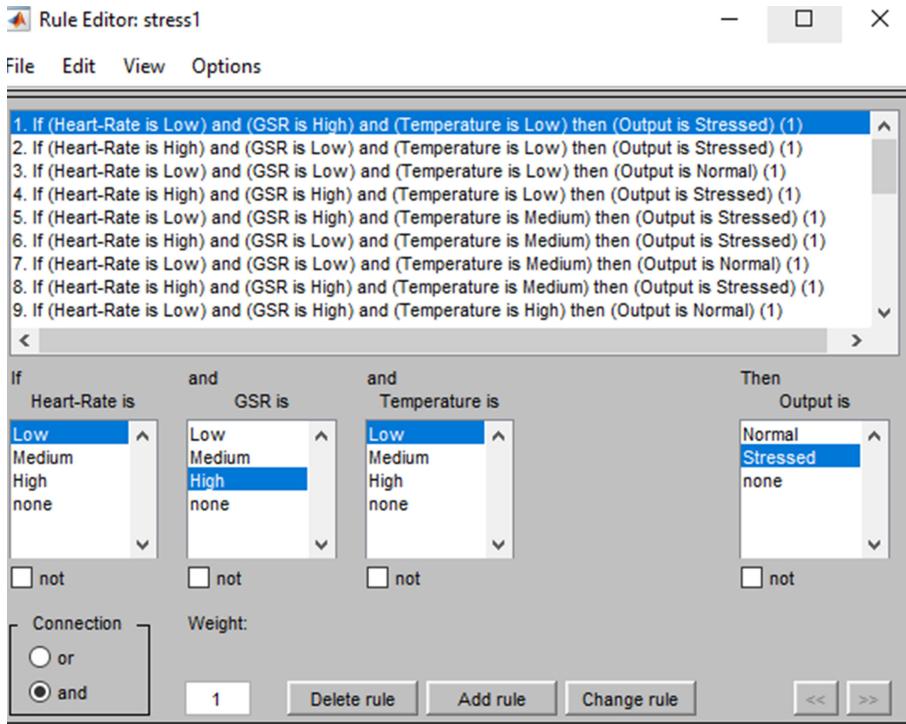 Rule Editor: stress1
File Edit View Options
1. If (Heart-Rate is Low) and (GSR is High) and (Temperature is Low) then (Output is Stressed) (1)
2. If (Heart-Rate is High) and (GSR is Low) and (Temperature is Low) then (Output is Stressed) (1)
3. If (Heart-Rate is Low) and (GSR is Low) and (Temperature is Low) then (Output is Normal) (1)
4. If (Heart-Rate is High) and (GSR is High) and (Temperature is Low) then (Output is Stressed) (1)
5. If (Heart-Rate is Low) and (GSR is High) and (Temperature is Medium) then (Output is Stressed) (1)
6. If (Heart-Rate is High) and (GSR is Low) and (Temperature is Medium) then (Output is Stressed) (1)
7. If (Heart-Rate is Low) and (GSR is Low) and (Temperature is Medium) then (Output is Normal) (1)
8. If (Heart-Rate is High) and (GSR is High) and (Temperature is Medium) then (Output is Stressed) (1)
9. If (Heart-Rate is Low) and (GSR is High) and (Temperature is High) then (Output is Normal) (1)
If and and Then
Heart-Rate is GSR is Temperature is Output is
Low Low Low Normal
Medium Medium Medium Stressed
High High High none
none none none
not not not not
Connection Weight:
or
and 1 Delete rule Add rule Change rule << >>